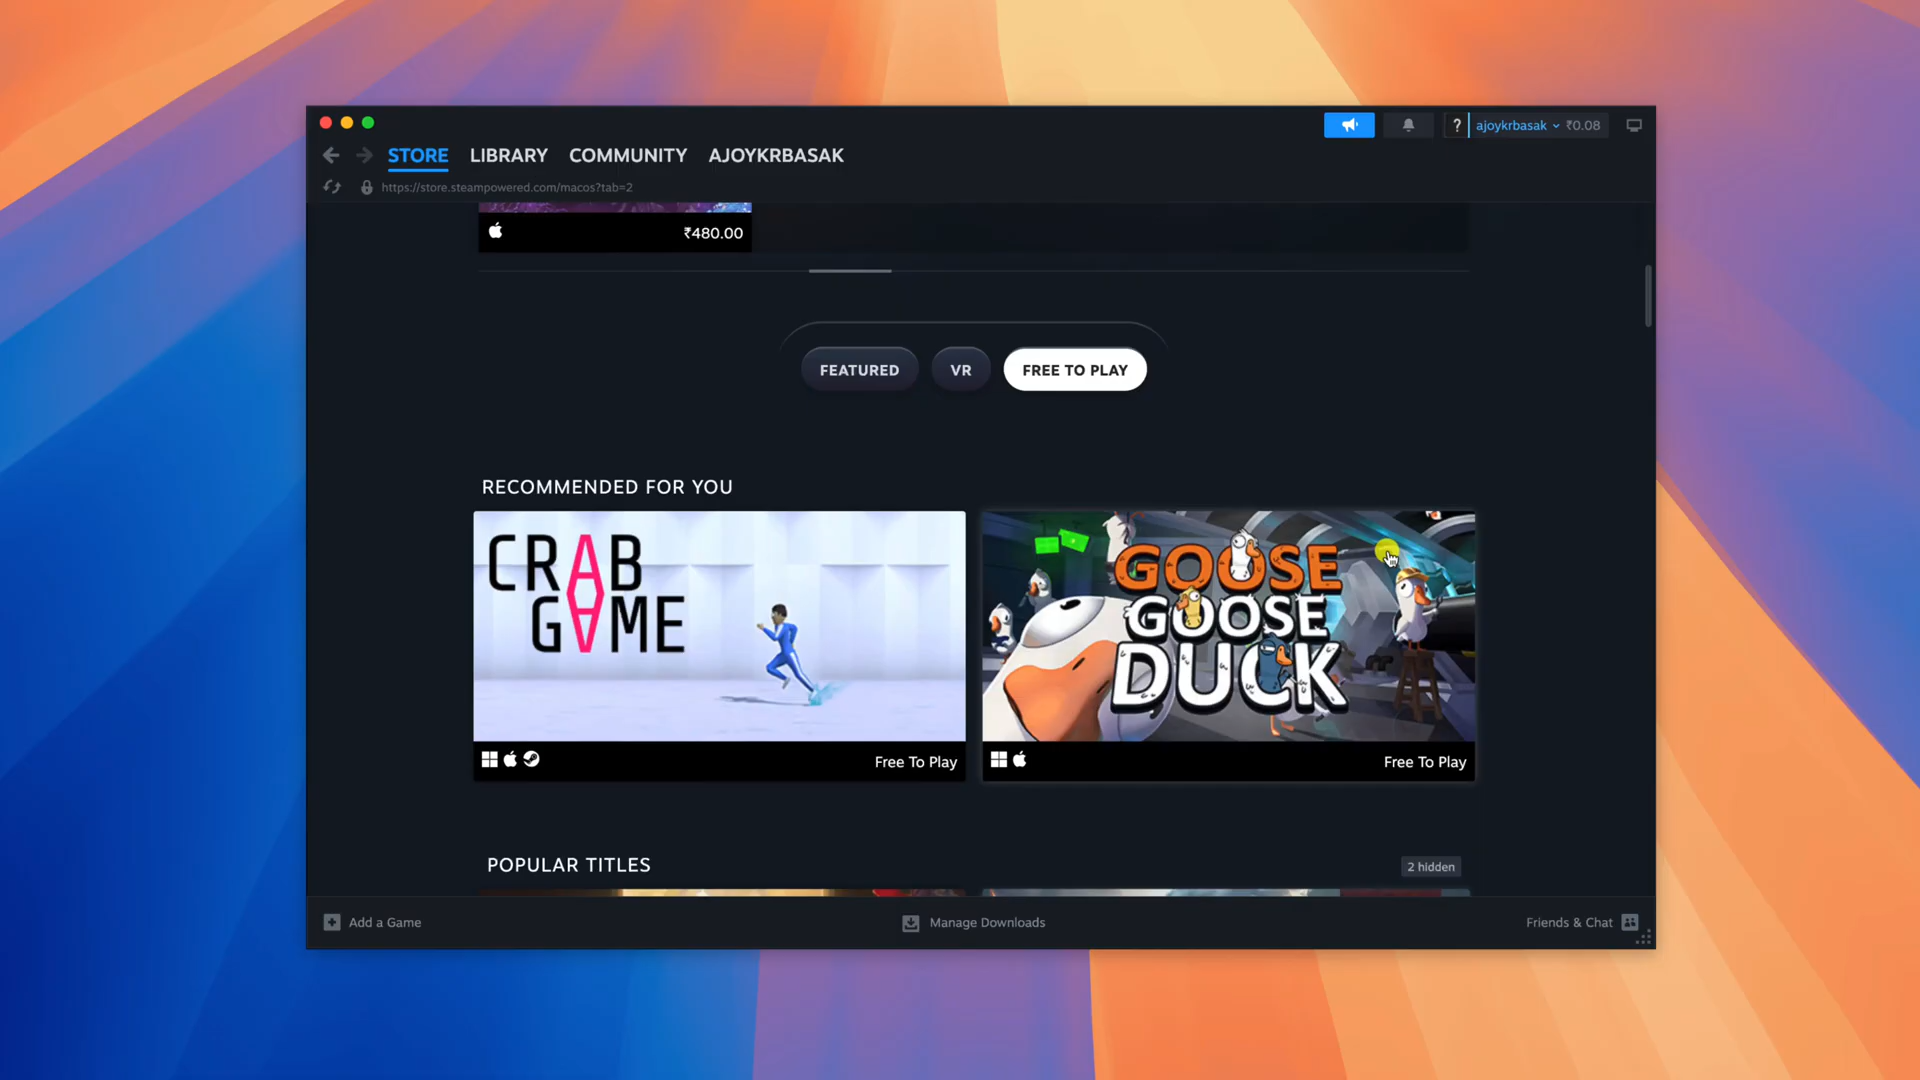 ? ajoykrbasak ₹0.08
STORE LIBRARY COMMUNITY AJOYKRBASAK
https://store.steampowered.com/macos?tab=2
₹480.00
FEATURED VR FREE TO PLAY
RECOMMENDED FOR YOU
CRAB
GAME
GOOSE
GOOSE
DUCK
Free To Play
Free To Play
POPULAR TITLES
2 hidden
Add a Game
Manage Downloads
Friends & Chat